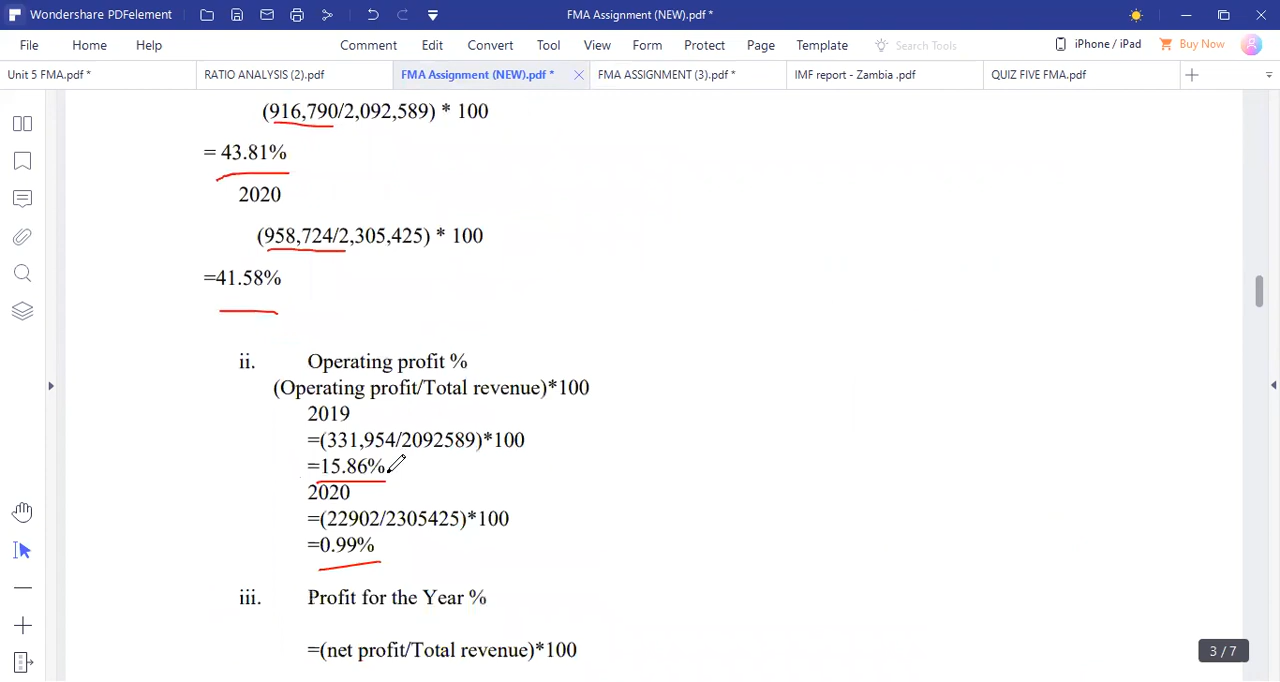 Wondershare PDFelement
FMA Assignment (NEW).pdf *
File Home Help Comment Edit Convert Tool View Form Protect Page Template Search Tools iPhone / iPad Buy Now
Unit 5 FMA.pdf * RATIO ANALYSIS (2).pdf FMA Assignment (NEW).pdf * FMA ASSIGNMENT (3).pdf * IMF report - Zambia .pdf QUIZ FIVE FMA.pdf
(916,790/2,092,589) * 100
= 43.81%
2020
(958,724/2,305,425) * 100
=41.58%
ii. Operating profit %
(Operating profit/Total revenue)*100
2019
=(331,954/2092589)*100
=15.86%
2020
=(22902/2305425)*100
=0.99%
iii. Profit for the Year %
=(net profit/Total revenue)*100
3 / 7